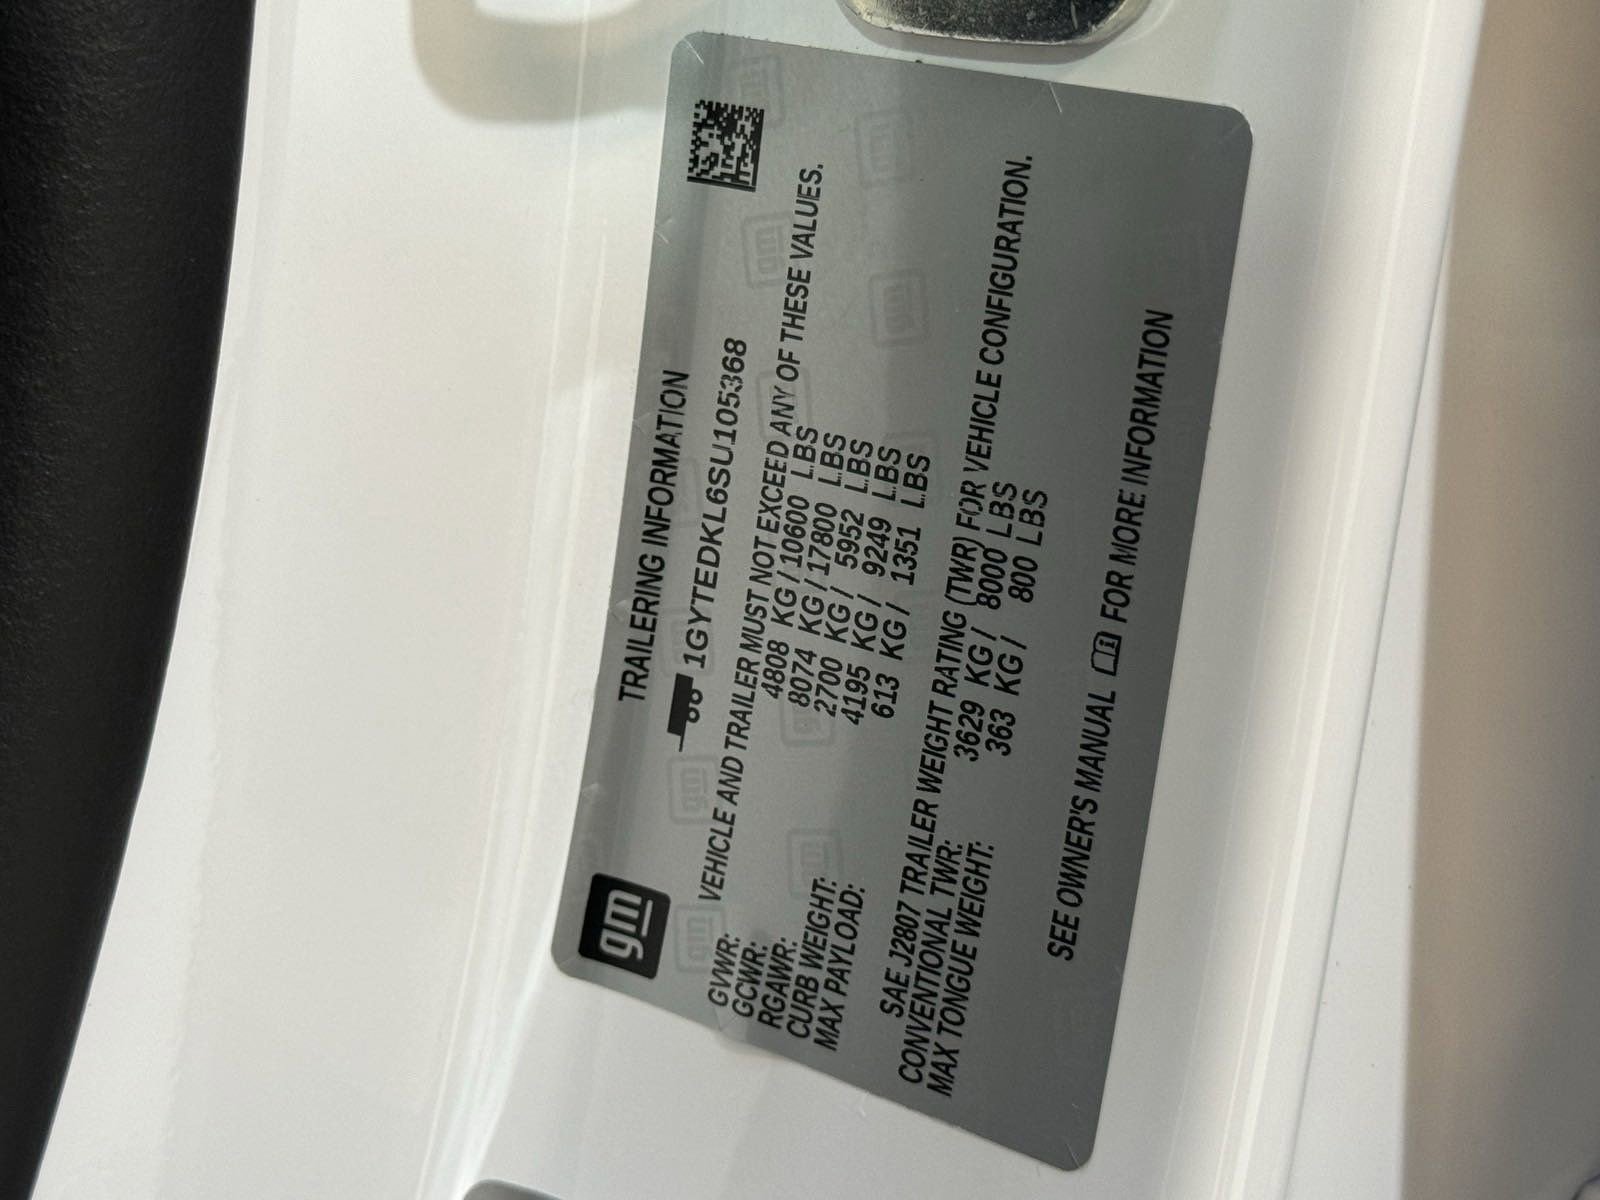 gm
TRAILERING INFORMATION
1GYTEDKL6SU105368
VEHICLE AND TRAILER MUST NOT EXCEED ANY OF THESE VALUES.
GVWR: 4808 KG / 10600 LBS
GCWR: 8074 KG / 17800 LBS
RGAWR: 2700 KG / 5952 LBS
CURB WEIGHT: 4195 KG / 9249 LBS
MAX PAYLOAD: 613 KG / 1351 LBS
SAE J2807 TRAILER WEIGHT RATING (TWR) FOR VEHICLE CONFIGURATION.
CONVENTIONAL TWR: 3629 KG / 8000 LBS
MAX TONGUE WEIGHT: 363 KG / 800 LBS
SEE OWNER'S MANUAL FOR MORE INFORMATION